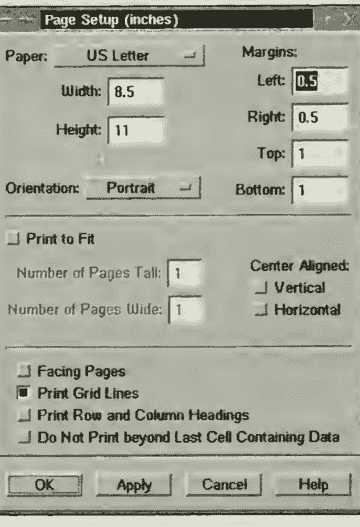 Page Setup (inches)
Paper: US Letter
Margins:
Width: 8.5
Left: 0.5
Height: 11
Right: 0.5
Top: 1
Orientation: Portrait
Bottom: 1
Print to Fit
Number of Pages Tall: 1
Center Aligned:
Vertical
Number of Pages Wide: 1
Horizontal
Facing Pages
Print Grid Lines
Print Row and Column Headings
Do Not Print beyond Last Cell Containing Data
OK Apply Cancel Help